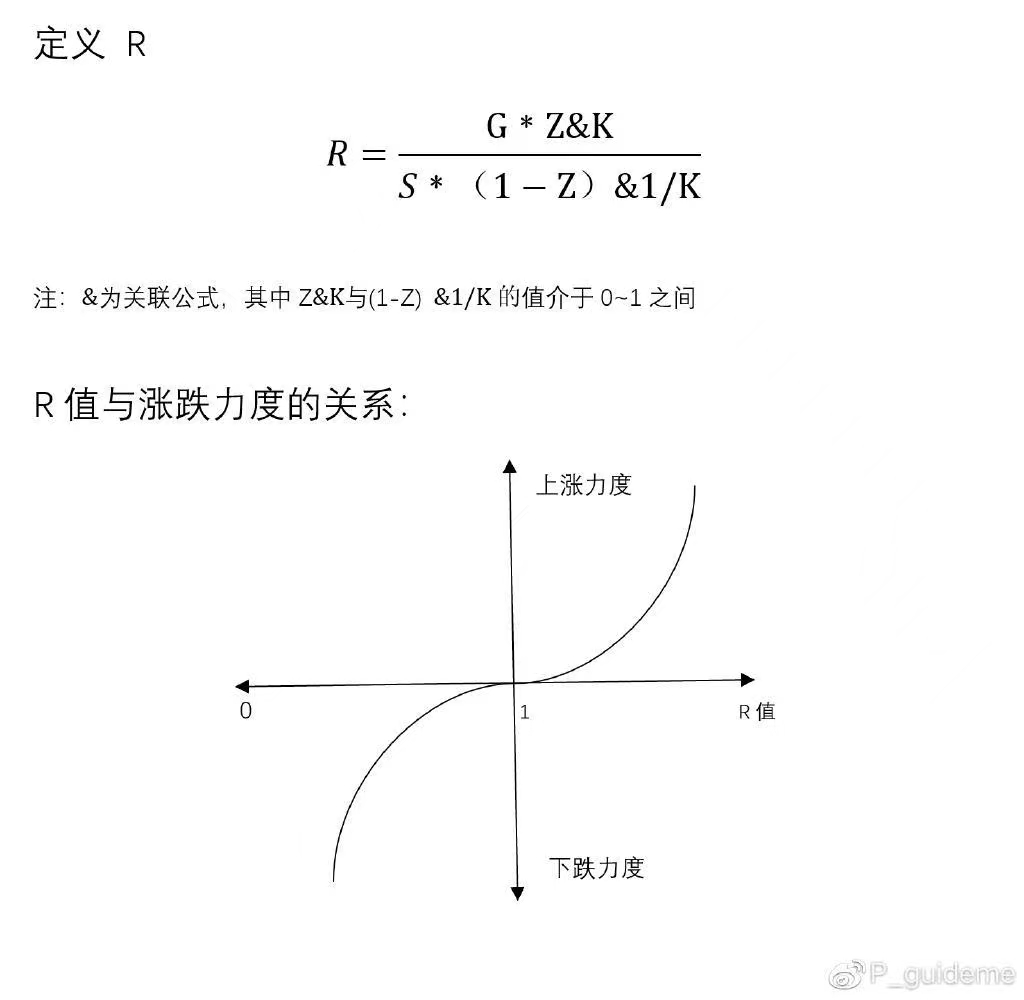 定义 R
R = G * Z&K / S * （1 − Z）&1/K
注：&为关联公式，其中 Z&K与(1-Z) &1/K 的值介于 0~1 之间
R 值与涨跌力度的关系：
上涨力度
0
1
R 值
下跌力度
P_guideme